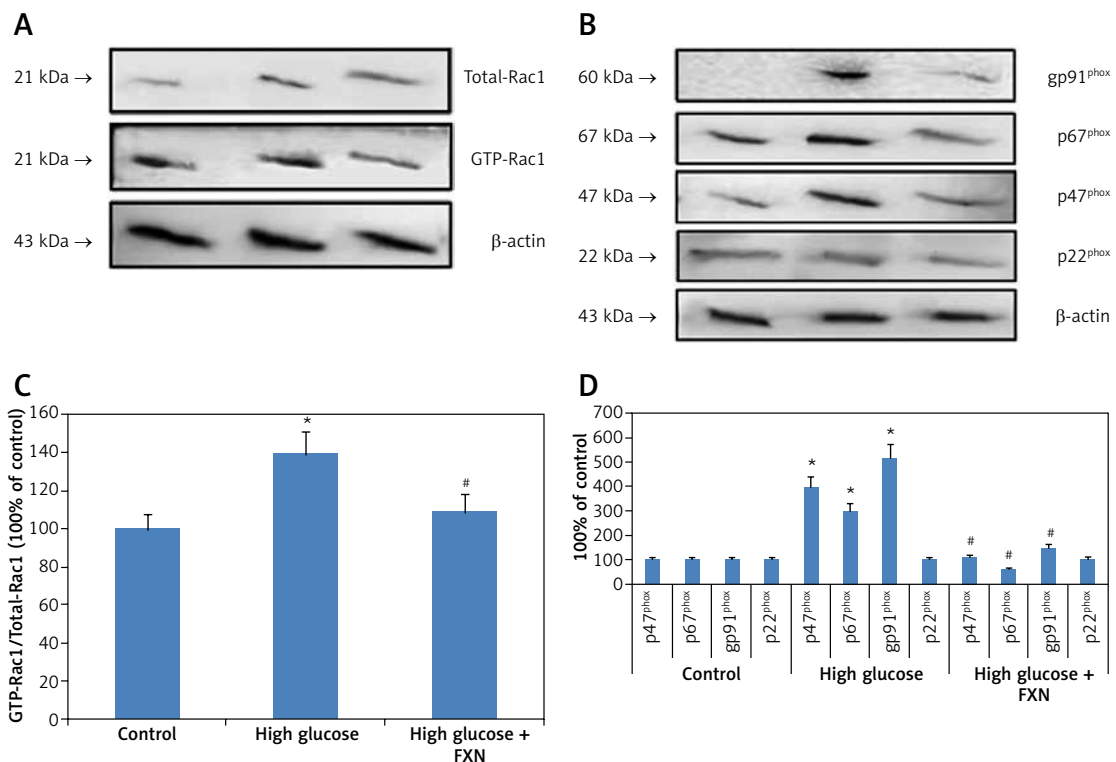 A
21 kDa → Total-Rac1
21 kDa → GTP-Rac1
43 kDa → β-actin
B
60 kDa → gp91phox
67 kDa → p67phox
47 kDa → p47phox
22 kDa → p22phox
43 kDa → β-actin
C
GTP-Rac1/Total-Rac1 (100% of control)
160
140
120
100
80
60
40
20
0
*
#
Control
High glucose
High glucose +
FXN
D
100% of control
700
600
500
400
300
200
100
0
* * *
# # #
p47phox p67phox gp91phox p22phox p47phox p67phox gp91phox p22phox p47phox p67phox gp91phox p22phox
Control
High glucose
High glucose +
FXN